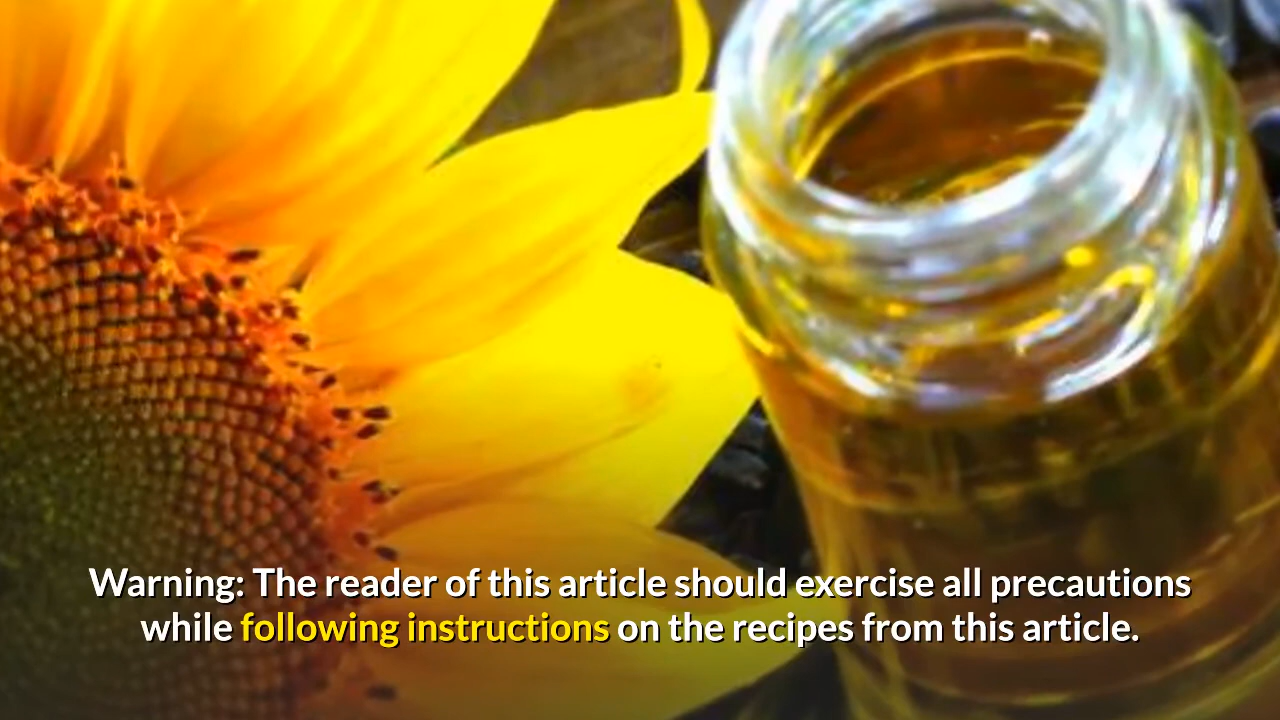 Warning: The reader of this article should exercise all precautions
while following instructions on the recipes from this article.